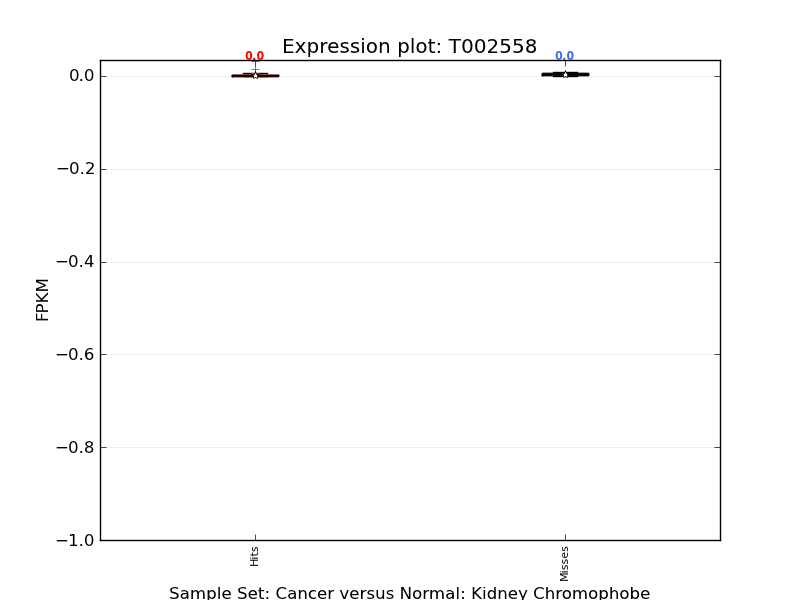 Expression plot: T002558
0.0
0.0
0.0
−0.2
−0.4
−0.6
−0.8
−1.0
FPKM
Hits
Misses
Sample Set: Cancer versus Normal: Kidney Chromophobe